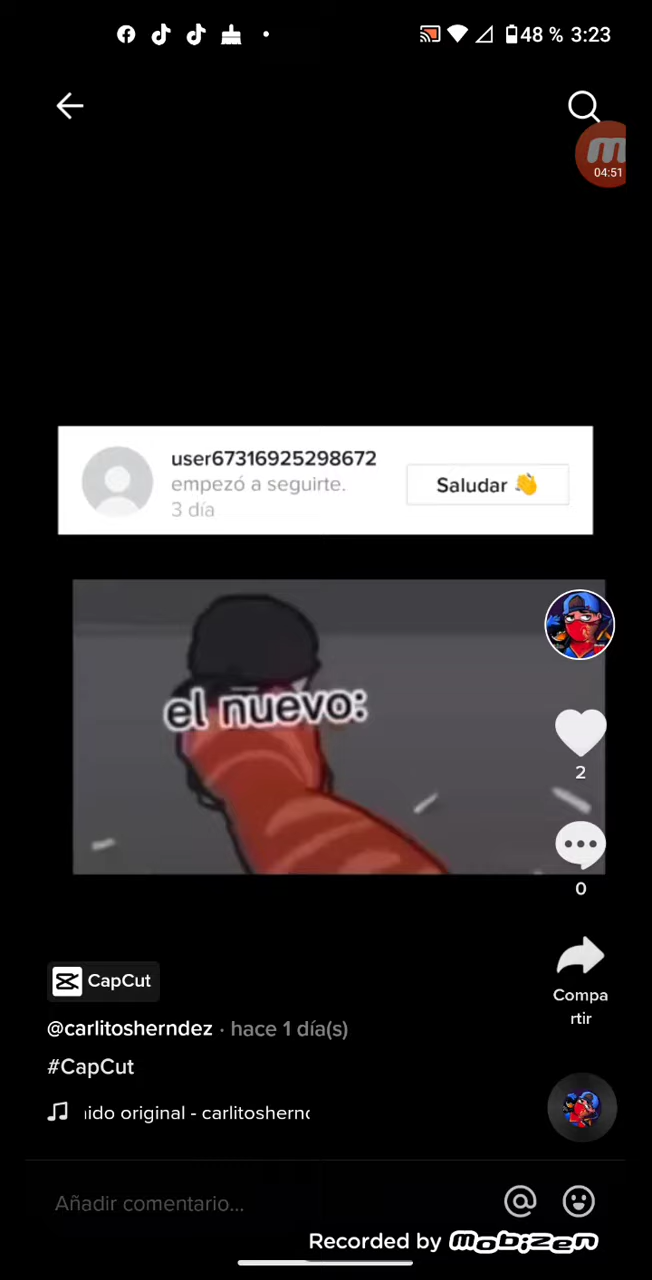 48 % 3:23
04:51
user67316925298672
empezó a seguirte.
3 día
Saludar 👋
el nuevo:
2
0
Compa
rtir
CapCut
@carlitosherndez · hace 1 día(s)
#CapCut
ido original - carlitoshern
Añadir comentario...
Recorded by mobizen